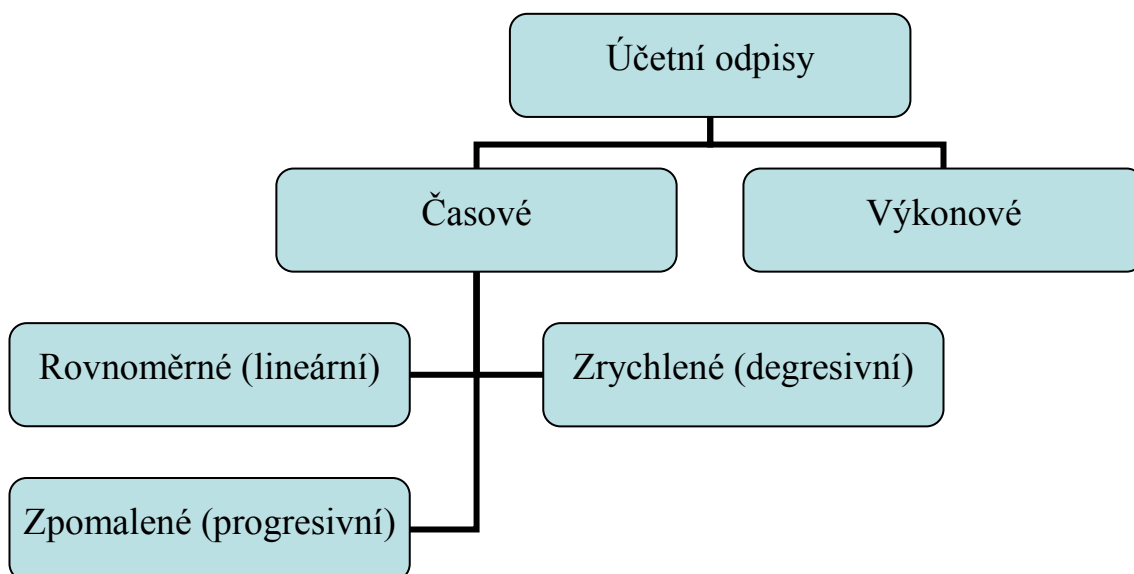 Účetní odpisy
Časové
Výkonové
Rovnoměrné (lineární)
Zrychlené (degresivní)
Zpomalené (progresivní)